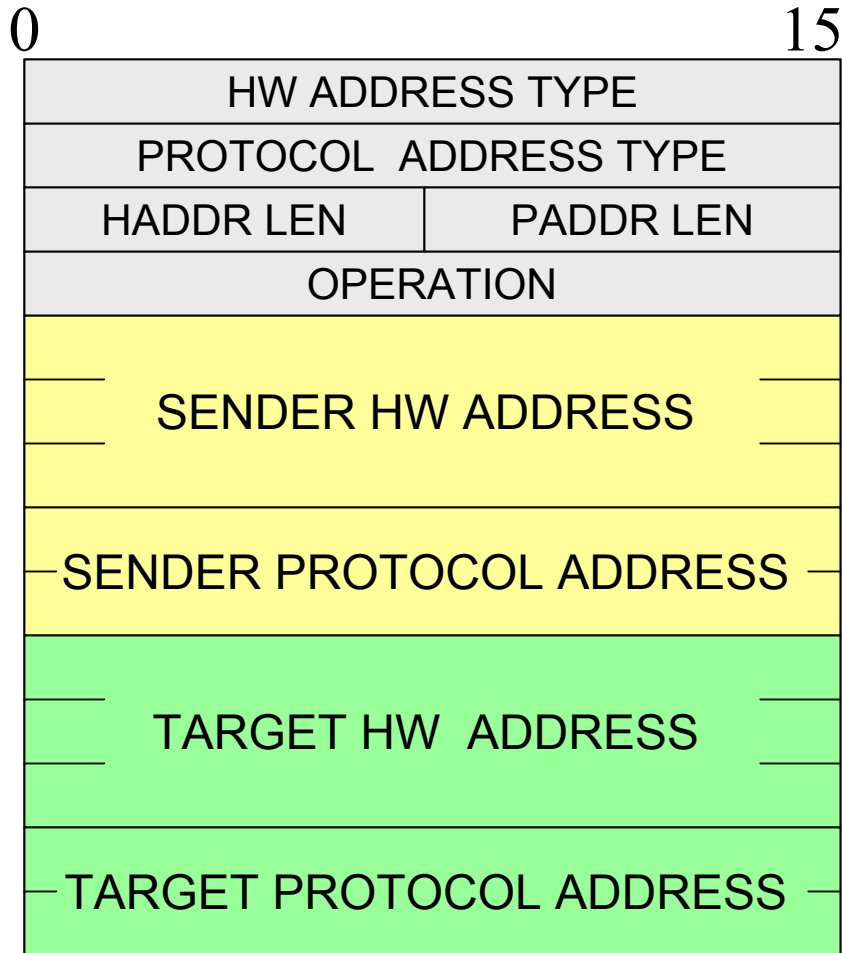 0 15
HW ADDRESS TYPE
PROTOCOL ADDRESS TYPE
HADDR LEN PADDR LEN
OPERATION
SENDER HW ADDRESS
SENDER PROTOCOL ADDRESS
TARGET HW ADDRESS
TARGET PROTOCOL ADDRESS